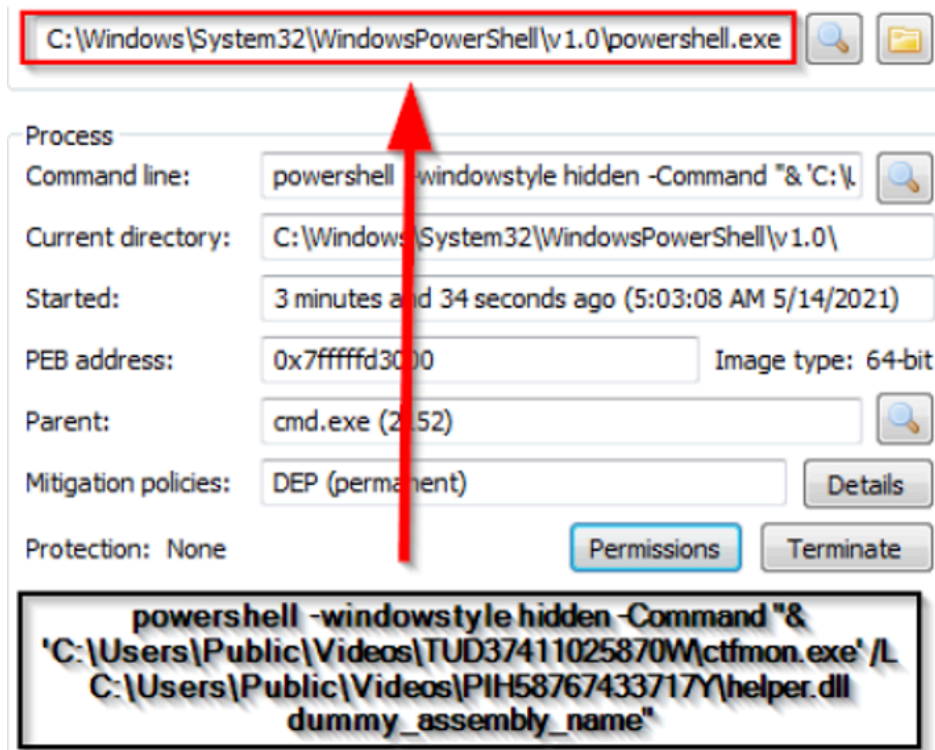 C:\Windows\System32\WindowsPowerShell\v1.0\powershell.exe
Process
Command line: powershell -windowstyle hidden -Command "& 'C:\L
Current directory: C:\Windows\System32\WindowsPowerShell\v1.0\
Started: 3 minutes and 34 seconds ago (5:03:08 AM 5/14/2021)
PEB address: 0x7fffffd3000 Image type: 64-bit
Parent: cmd.exe (2152)
Mitigation policies: DEP (permanent) Details
Protection: None Permissions Terminate
powershell -windowstyle hidden -Command "&
'C:\Users\Public\Videos\TUD37411025870W\ctfmon.exe' /L
C:\Users\Public\Videos\PIH58767433717Y\helper.dll
dummy_assembly_name"